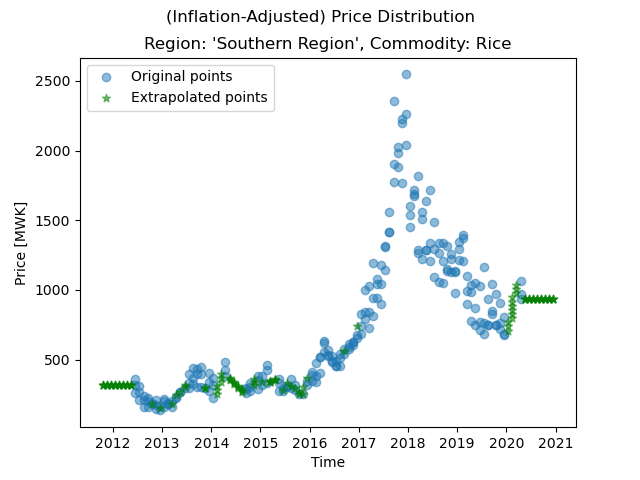 (Inflation-Adjusted) Price Distribution
Region: 'Southern Region', Commodity: Rice
Original points
Extrapolated points
Price [MWK]
2500
2000
1500
1000
500
2012 2013 2014 2015 2016 2017 2018 2019 2020 2021
Time